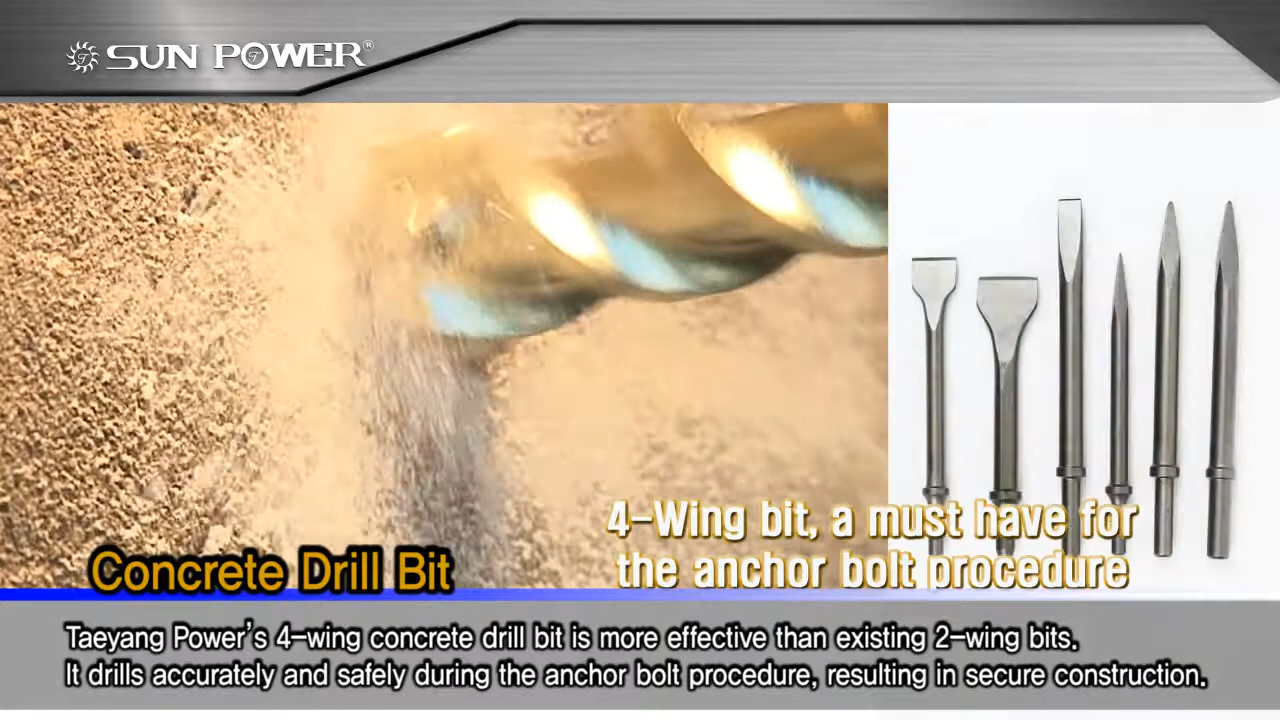 SUN POWER®
4-Wing bit, a must have for
the anchor bolt procedure
Concrete Drill Bit
Taeyang Power's 4-wing concrete drill bit is more effective than existing 2-wing bits.
It drills accurately and safely during the anchor bolt procedure, resulting in secure construction.